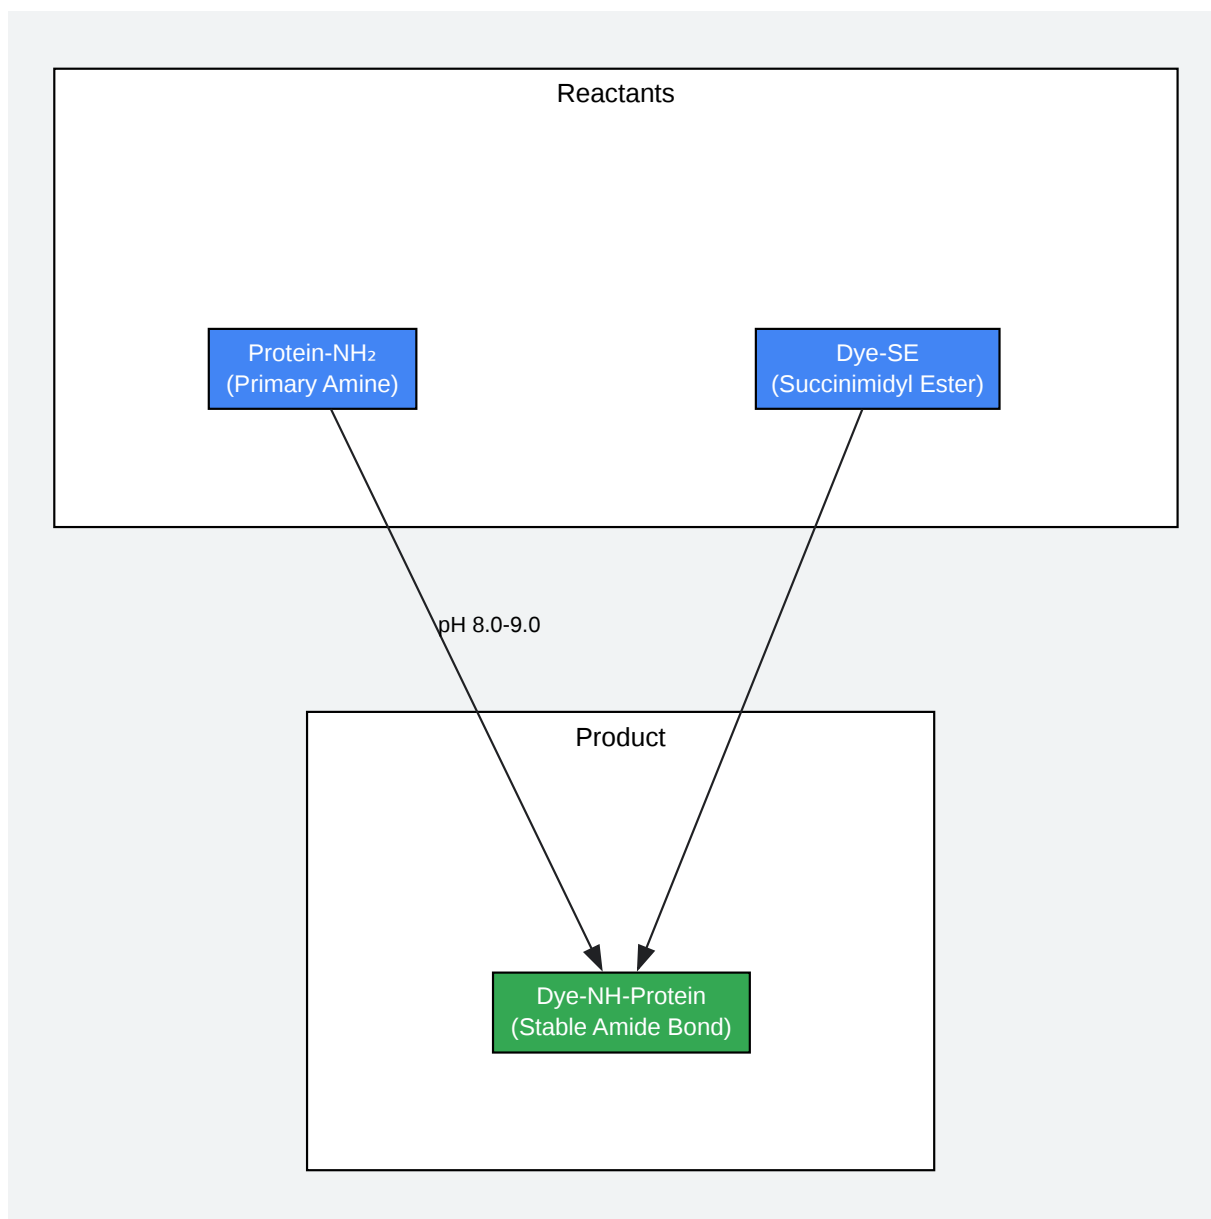 Reactants
Protein-NH₂
(Primary Amine)
Dye-SE
(Succinimidyl Ester)
pH 8.0-9.0
Product
Dye-NH-Protein
(Stable Amide Bond)